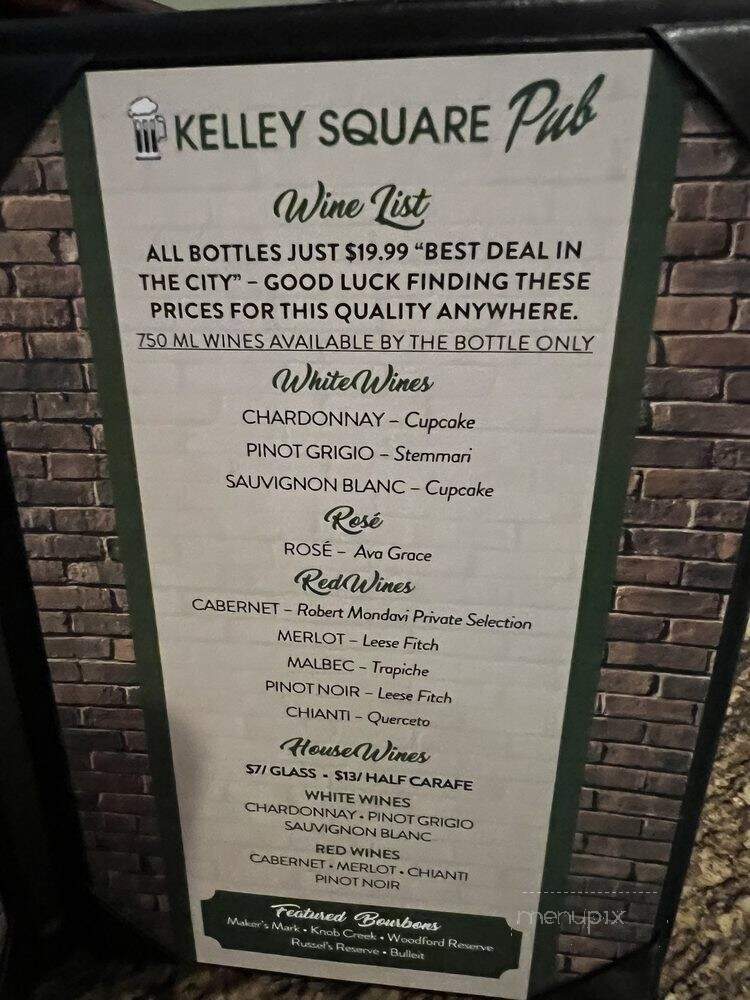 KELLEY SQUARE Pub
Wine List
ALL BOTTLES JUST $19.99 “BEST DEAL IN
THE CITY” – GOOD LUCK FINDING THESE
PRICES FOR THIS QUALITY ANYWHERE.
750 ML WINES AVAILABLE BY THE BOTTLE ONLY
White Wines
CHARDONNAY – Cupcake
PINOT GRIGIO – Stemmari
SAUVIGNON BLANC – Cupcake
Rosé
ROSÉ – Ava Grace
Red Wines
CABERNET – Robert Mondavi Private Selection
MERLOT – Leese Fitch
MALBEC – Trapiche
PINOT NOIR – Leese Fitch
CHIANTI – Querceto
House Wines
$7/ GLASS • $13/ HALF CARAFE
WHITE WINES
CHARDONNAY • PINOT GRIGIO
SAUVIGNON BLANC
RED WINES
CABERNET • MERLOT • CHIANTI
PINOT NOIR
Featured Bourbons
Maker's Mark • Knob Creek • Woodford Reserve
Russel's Reserve • Bulleit
menupix